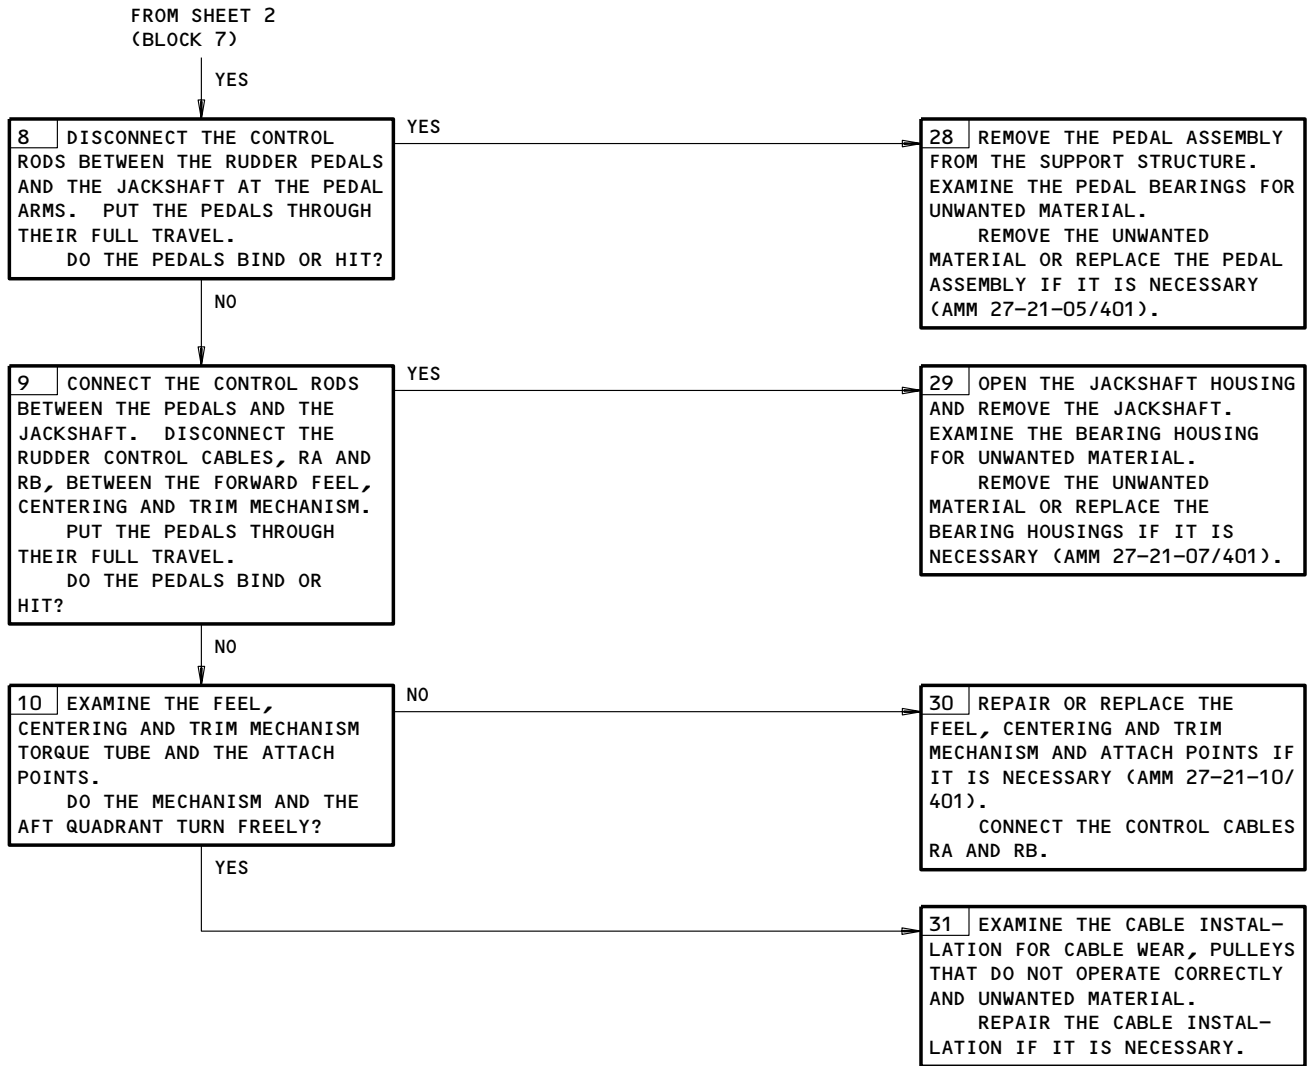 FROM SHEET 2
(BLOCK 7)
YES
8 DISCONNECT THE CONTROL
RODS BETWEEN THE RUDDER PEDALS
AND THE JACKSHAFT AT THE PEDAL
ARMS. PUT THE PEDALS THROUGH
THEIR FULL TRAVEL.
DO THE PEDALS BIND OR HIT?
YES
28 REMOVE THE PEDAL ASSEMBLY
FROM THE SUPPORT STRUCTURE.
EXAMINE THE PEDAL BEARINGS FOR
UNWANTED MATERIAL.
REMOVE THE UNWANTED
MATERIAL OR REPLACE THE PEDAL
ASSEMBLY IF IT IS NECESSARY
(AMM 27-21-05/401).
NO
9 CONNECT THE CONTROL RODS
BETWEEN THE PEDALS AND THE
JACKSHAFT. DISCONNECT THE
RUDDER CONTROL CABLES, RA AND
RB, BETWEEN THE FORWARD FEEL,
CENTERING AND TRIM MECHANISM.
PUT THE PEDALS THROUGH
THEIR FULL TRAVEL.
DO THE PEDALS BIND OR
HIT?
YES
29 OPEN THE JACKSHAFT HOUSING
AND REMOVE THE JACKSHAFT.
EXAMINE THE BEARING HOUSING
FOR UNWANTED MATERIAL.
REMOVE THE UNWANTED
MATERIAL OR REPLACE THE
BEARING HOUSINGS IF IT IS
NECESSARY (AMM 27-21-07/401).
NO
10 EXAMINE THE FEEL,
CENTERING AND TRIM MECHANISM
TORQUE TUBE AND THE ATTACH
POINTS.
DO THE MECHANISM AND THE
AFT QUADRANT TURN FREELY?
NO
30 REPAIR OR REPLACE THE
FEEL, CENTERING AND TRIM
MECHANISM AND ATTACH POINTS IF
IT IS NECESSARY (AMM 27-21-10/
401).
CONNECT THE CONTROL CABLES
RA AND RB.
YES
31 EXAMINE THE CABLE INSTAL-
LATION FOR CABLE WEAR, PULLEYS
THAT DO NOT OPERATE CORRECTLY
AND UNWANTED MATERIAL.
REPAIR THE CABLE INSTAL-
LATION IF IT IS NECESSARY.